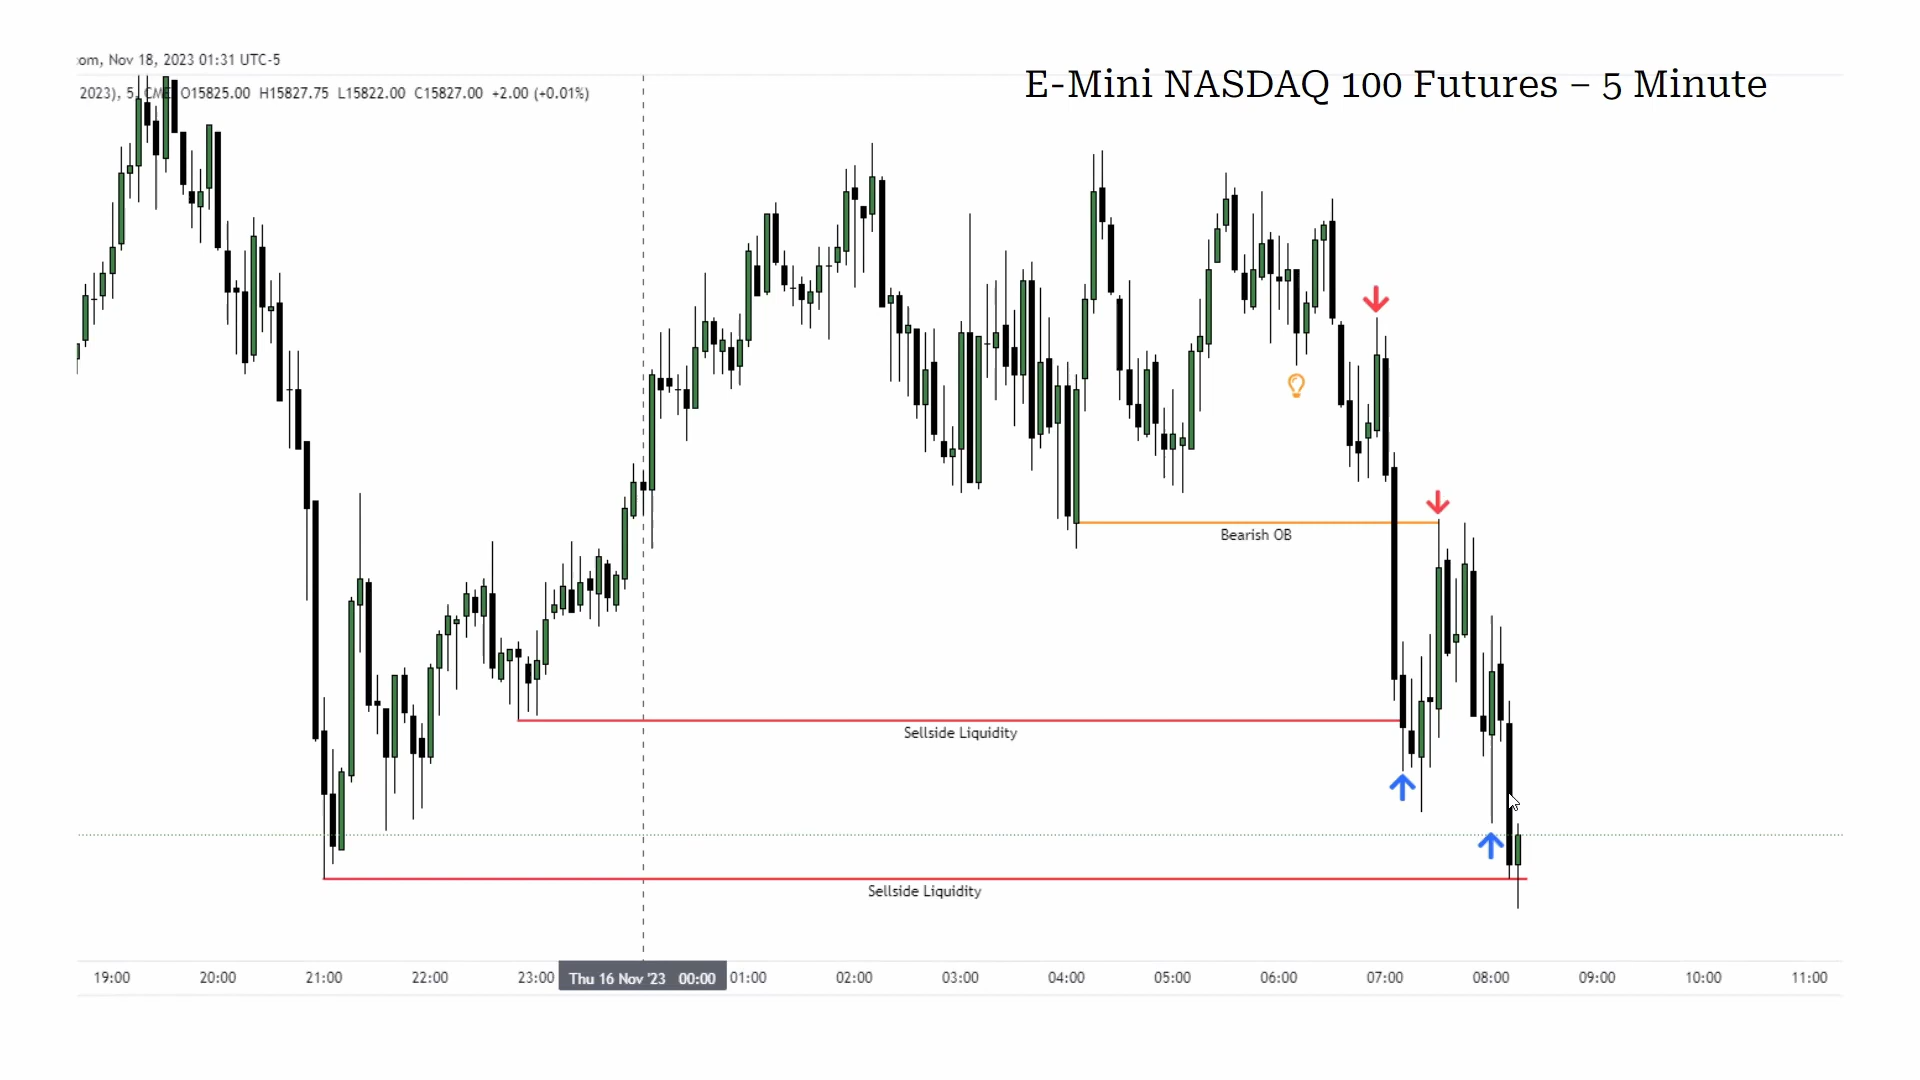 om, Nov 18, 2023 01:31 UTC-5
E-Mini NASDAQ 100 Futures – 5 Minute
2023), 5, CME O15825.00 H15827.75 L15822.00 C15827.00 +2.00 (+0.01%)
Bearish OB
Sellside Liquidity
Sellside Liquidity
19:00 20:00 21:00 22:00 23:00 Thu 16 Nov '23 00:00 01:00 02:00 03:00 04:00 05:00 06:00 07:00 08:00 09:00 10:00 11:00